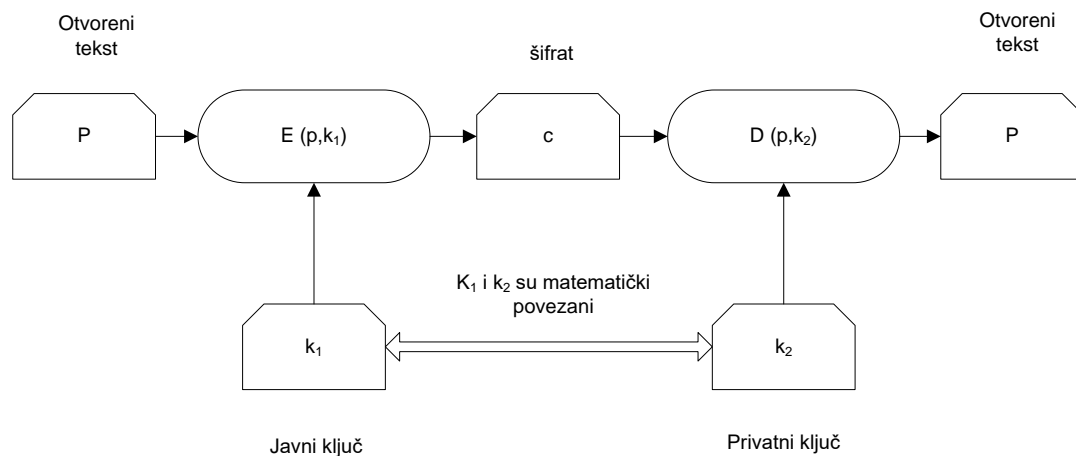 Otvoreni
tekst
šifrat
Otvoreni
tekst
P
E (p,k₁)
c
D (p,k₂)
P
K₁ i k₂ su matematički
povezani
k₁
k₂
Javni ključ
Privatni ključ